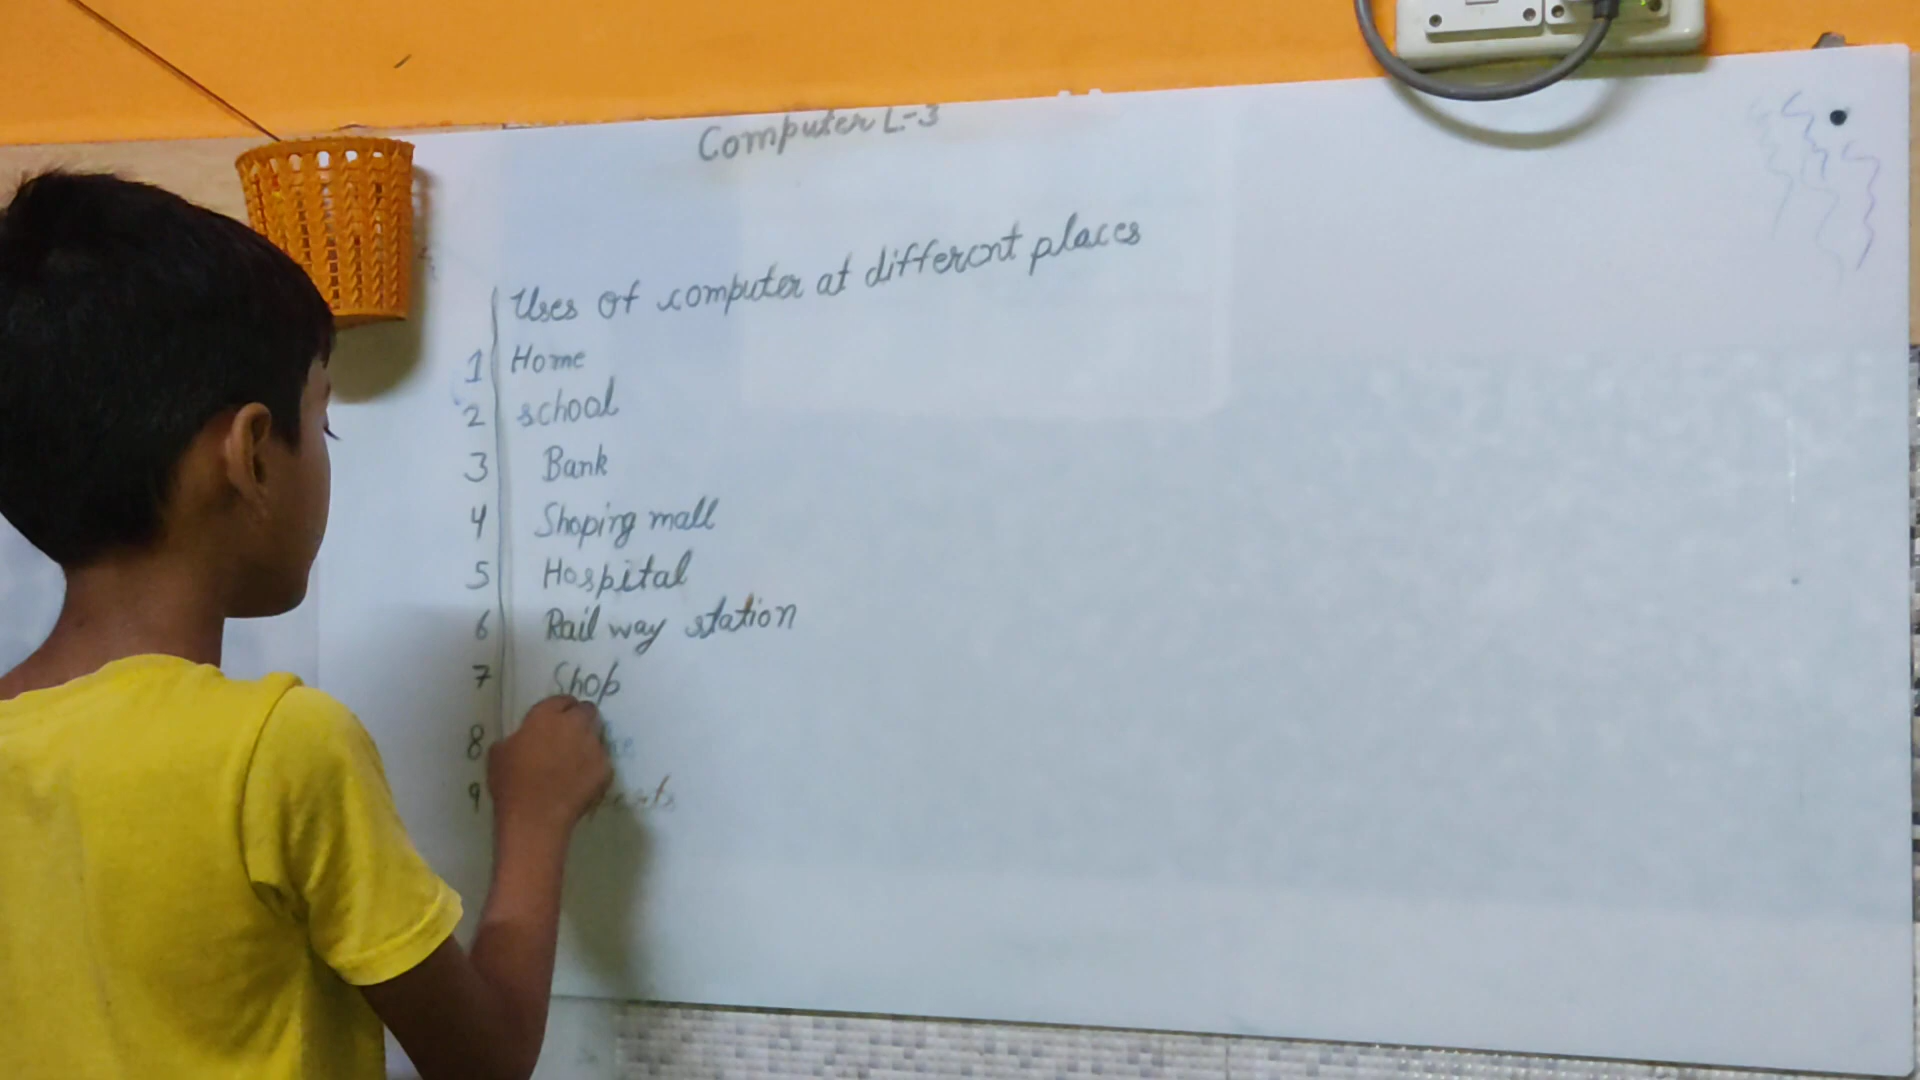 Computer L-3
Uses of computer at different places
1 Home
2 school
3 Bank
4 Shoping mall
5 Hospital
6 Rail way station
7 Shop
8
9